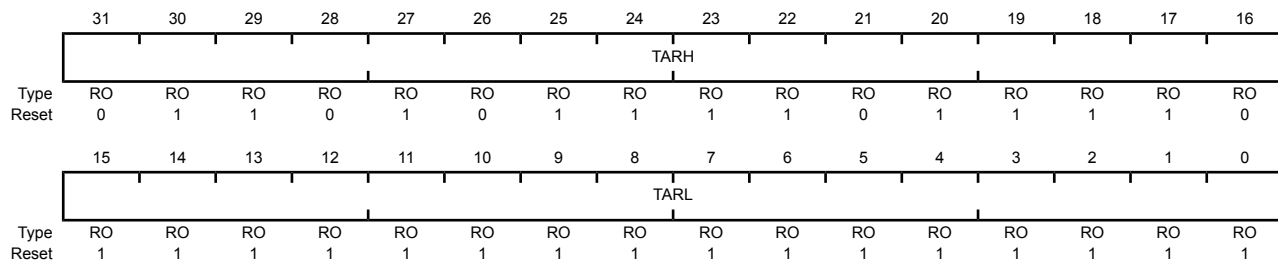 31 30 29 28 27 26 25 24 23 22 21 20 19 18 17 16
TARH
Type RO RO RO RO RO RO RO RO RO RO RO RO RO RO RO RO
Reset 0 1 1 0 1 0 1 1 1 1 0 1 1 1 1 0
15 14 13 12 11 10 9 8 7 6 5 4 3 2 1 0
TARL
Type RO RO RO RO RO RO RO RO RO RO RO RO RO RO RO RO
Reset 1 1 1 1 1 1 1 1 1 1 1 1 1 1 1 1